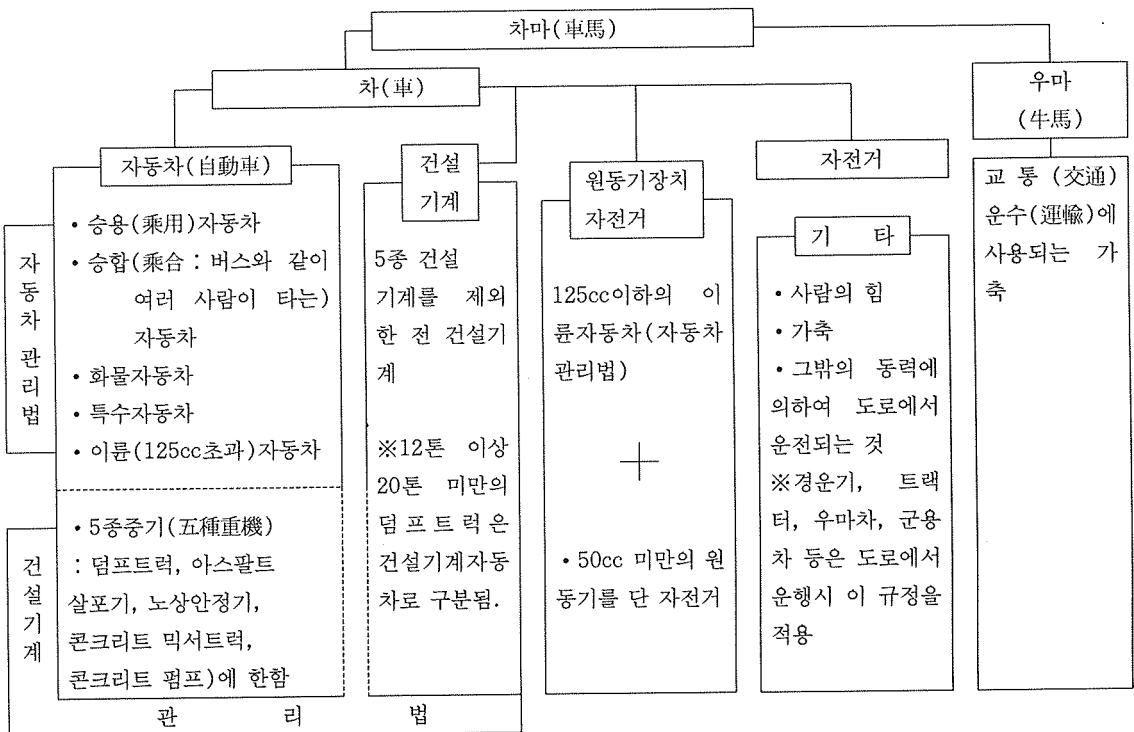 차마(車馬)
차(車)
우마
(牛馬)
자동차(自動車)
• 승용(乘用)자동차
• 승합(乘合 : 버스와 같이
여러 사람이 타는)
자동차
• 화물자동차
• 특수자동차
• 이륜(125cc초과)자동차
• 5종중기(五種重機)
: 덤프트럭, 아스팔트
살포기, 노상안정기,
콘크리트 믹서트럭,
콘크리트 펌프)에 한함
자동차관리법
건설기계
관 리 법
건설
기계
5종 건설
기계를 제외
한 전 건설기
계
※12톤 이상
20톤 미만의
덤프트럭은
건설기계자동
차로 구분됨.
원동기장치
자전거
125cc이하의 이
륜자동차(자동차
관리법)
+
• 50cc 미만의 원
동기를 단 자전거
자전거
기 타
• 사람의 힘
• 가축
• 그밖의 동력에
의하여 도로에서
운전되는 것
※경운기, 트랙
터, 우마차, 군용
차 등은 도로에서
운행시 이 규정을
적용
교 통 (交通)
운수(運輸)에
사용되는 가
축